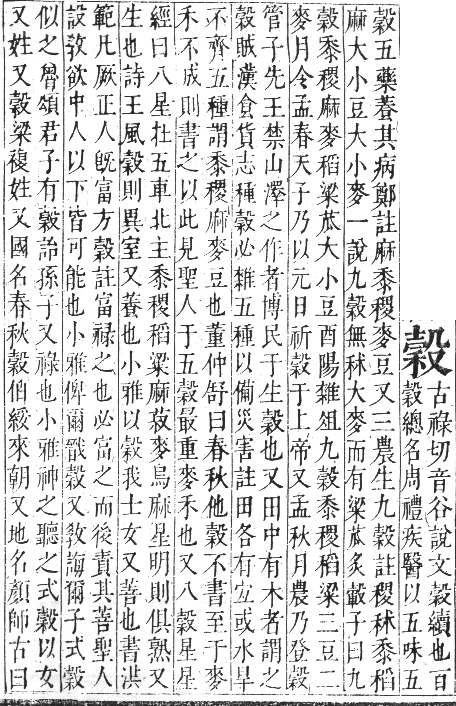 穀古祿切音谷說文穀續也百
穀總名周禮疾醫以五味五
穀五藥養其病鄭註麻黍稷麥豆又三農生九穀註稷秫黍稻
麻大小豆大小麥一說九穀無秫大麥而有粱苽炙轂子曰九
穀黍稷麻麥稻粱苽大小豆酉陽雜俎九穀黍稷稻粱三豆二
麥月令孟春天子乃以元日祈穀于上帝又孟秋月農乃登穀
管子先王禁山澤之作者博民于生穀也又田中有木者謂之
穀賊漢食貨志種穀必雜五種以備災害註田各有宜或水旱
不齊五種謂黍稷麻麥豆也董仲舒曰春秋他穀不書至于麥
禾不成則書之以此見聖人于五穀最重麥禾也又八穀星星
經曰八星在五車北主黍稷稻粱麻菽麥烏麻星明則俱熟又
生也詩王風穀則異室又養也小雅以穀我士女又善也書洪
範凡厥正人旣富方穀註富祿之也必富之而後責其善聖人
設敎欲中人以下皆可能也小雅俾爾戩穀又敎誨爾子式穀
似之魯頌君子有穀詒孫子又祿也小雅神之聽之式穀以女
又姓又穀梁複姓又國名春秋穀伯綏來朝又地名顏師古曰